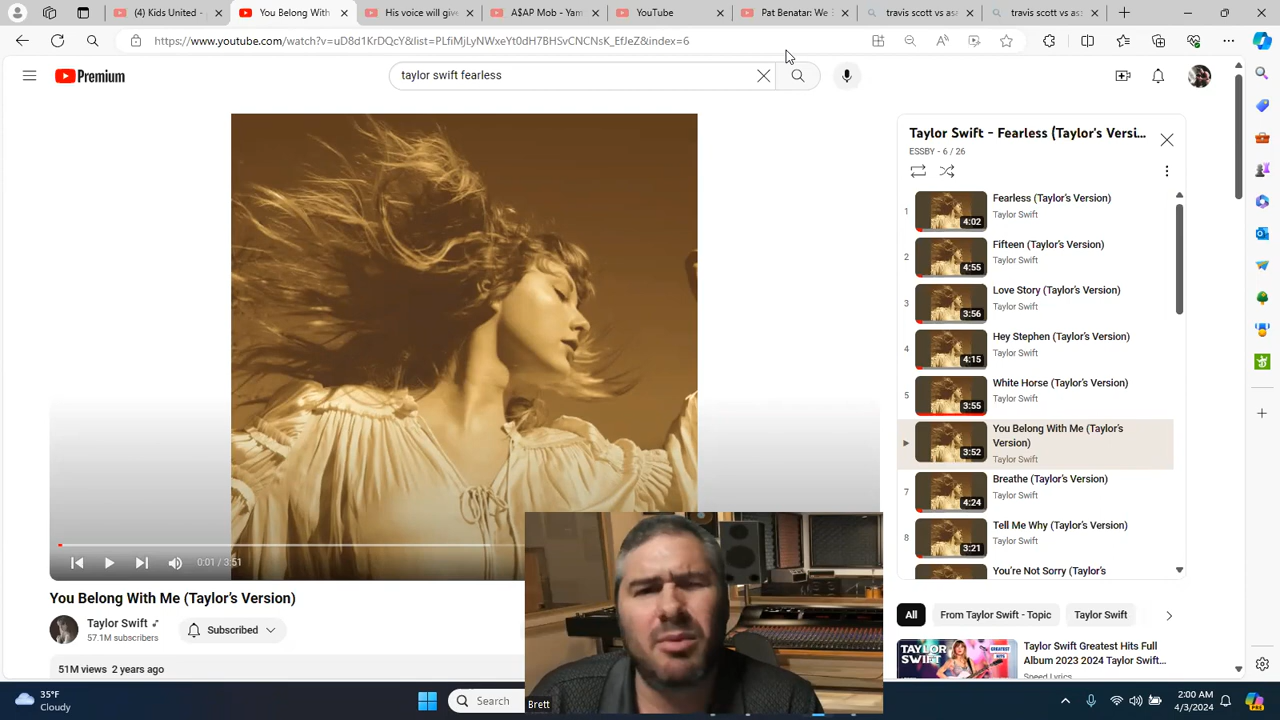 (4) Kids United -
You Belong With
His voice will give
$$AP Mob - Yam
YouTube
Pat Benatar - Se
travis scott vs as
travis scott vs as
https://www.youtube.com/watch?v=uD8d1KrDQcY&list=PLfiMjLyNWxeYt0dH7BHSvCNCNsK_EfJeZ&index=6
Premium
taylor swift fearless
Taylor Swift - Fearless (Taylor's Versi...
ESSBY - 6 / 26
1
Fearless (Taylor's Version)
Taylor Swift
4:02
2
Fifteen (Taylor's Version)
Taylor Swift
4:55
3
Love Story (Taylor's Version)
Taylor Swift
3:56
4
Hey Stephen (Taylor's Version)
Taylor Swift
4:15
5
White Horse (Taylor's Version)
Taylor Swift
3:55
You Belong With Me (Taylor's
Version)
Taylor Swift
3:52
7
Breathe (Taylor's Version)
Taylor Swift
4:24
8
Tell Me Why (Taylor's Version)
Taylor Swift
3:21
You're Not Sorry (Taylor's
0:01 / 3:51
You Belong With Me (Taylor's Version)
Taylor Swift
57.1M subscribers
Subscribed
51M views 2 years ago
All
From Taylor Swift - Topic
Taylor Swift
TAYLOR
SWIFT
GREATEST
HITS
Taylor Swift Greatest Hits Full
Album 2023 2024 Taylor Swift...
Speed Lyrics
Brett
35°F
Cloudy
Search
2:00 AM
4/3/2024